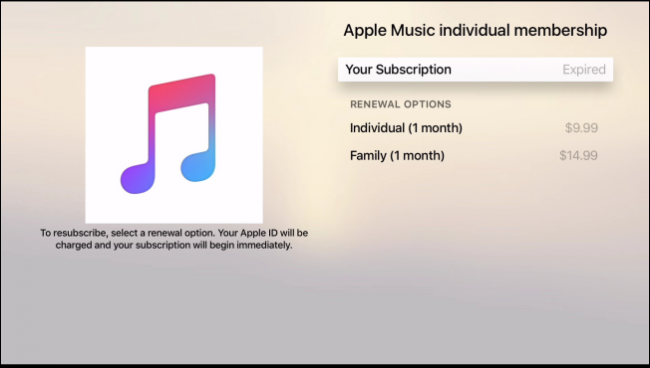 Apple Music individual membership
Your Subscription Expired
RENEWAL OPTIONS
Individual (1 month) $9.99
Family (1 month) $14.99
To resubscribe, select a renewal option. Your Apple ID will be
charged and your subscription will begin immediately.